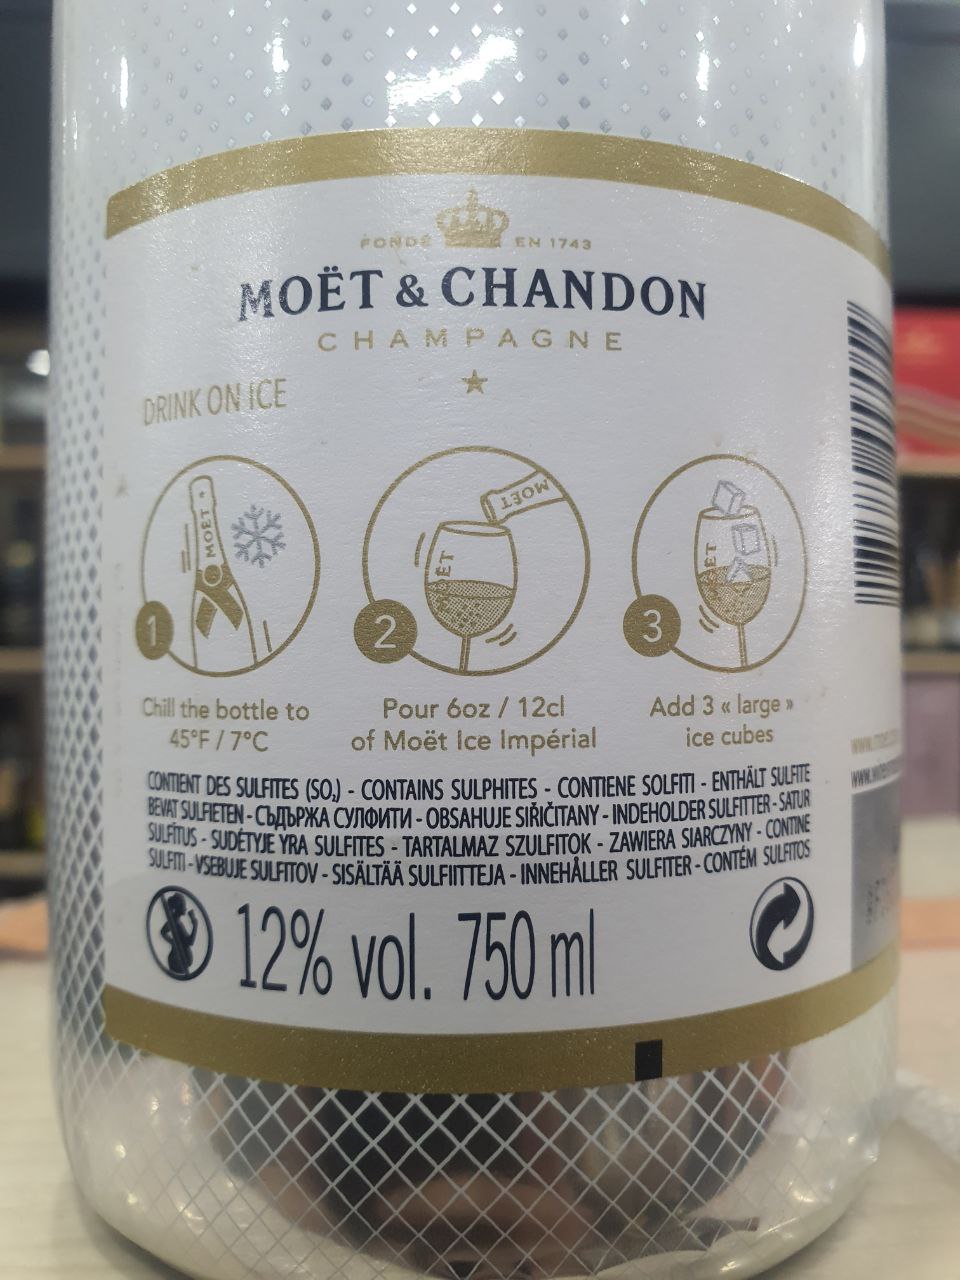 FONDÉ EN 1743
MOËT & CHANDON
CHAMPAGNE
DRINK ON ICE
MOËT
MOËT
ËT
ËT
1
2
3
Chill the bottle to
45°F / 7°C
Pour 6oz / 12cl
of Moët Ice Impérial
Add 3 « large »
ice cubes
CONTIENT DES SULFITES (SO₂) - CONTAINS SULPHITES - CONTIENE SOLFITI - ENTHÄLT SULFITE
BEVAT SULFIETEN - СЪДЪРЖА СУЛФИТИ - OBSAHUJE SIŘIČITANY - INDEHOLDER SULFITTER - SATUR
SULFĪTUS - SUDĖTYJE YRA SULFITES - TARTALMAZ SZULFITOK - ZAWIERA SIARCZYNY - CONTINE
SULFITI - VSEBUJE SULFITOV - SISÄLTÄÄ SULFIITTEJA - INNEHÅLLER SULFITER - CONTÉM SULFITOS
12% vol. 750 ml